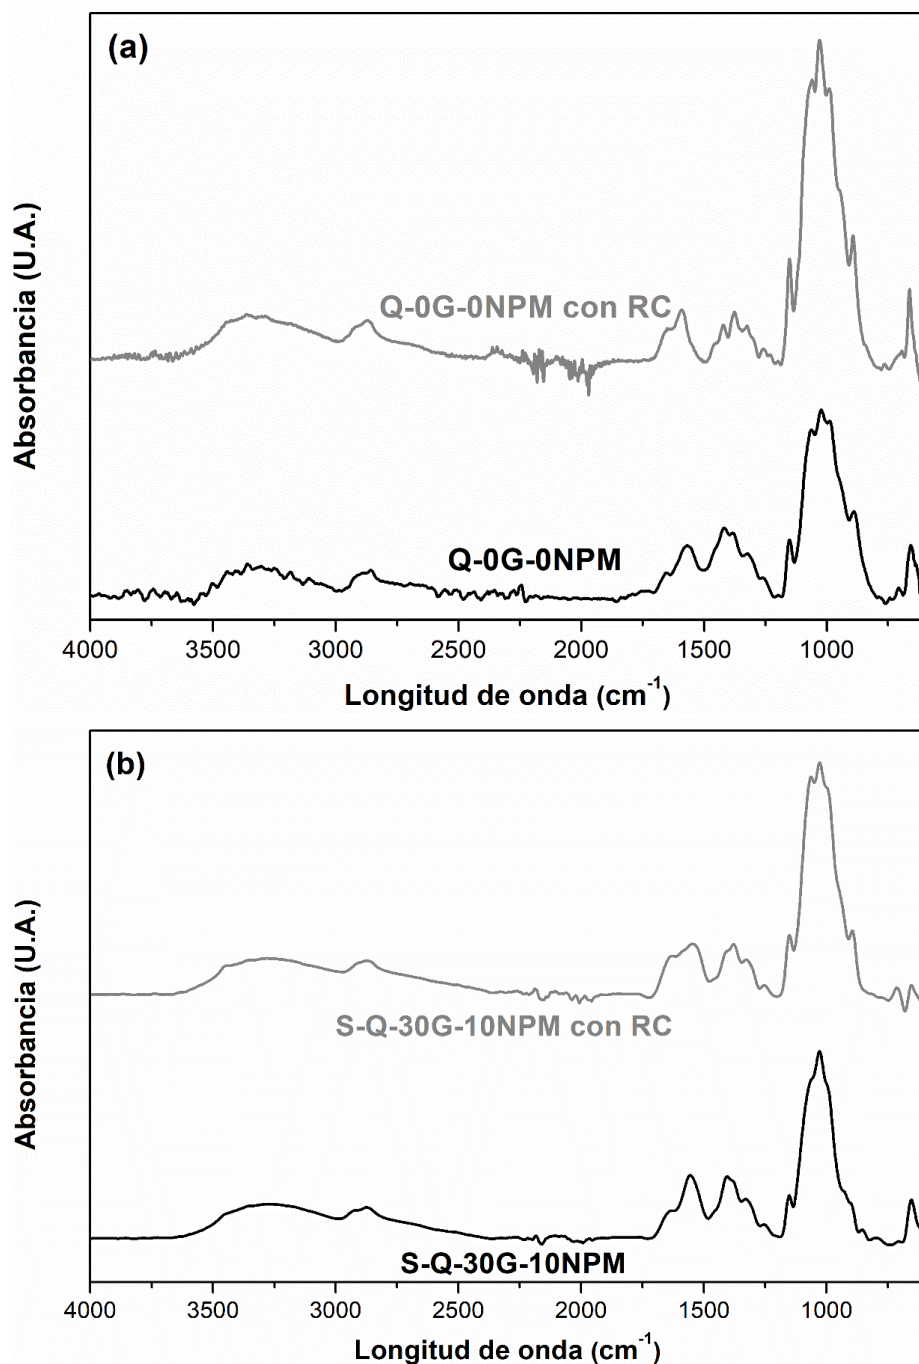 (a)
Absorbancia (U.A.)
Q-0G-0NPM con RC
Q-0G-0NPM
4000 3500 3000 2500 2000 1500 1000
Longitud de onda (cm⁻¹)
(b)
Absorbancia (U.A.)
S-Q-30G-10NPM con RC
S-Q-30G-10NPM
4000 3500 3000 2500 2000 1500 1000
Longitud de onda (cm⁻¹)